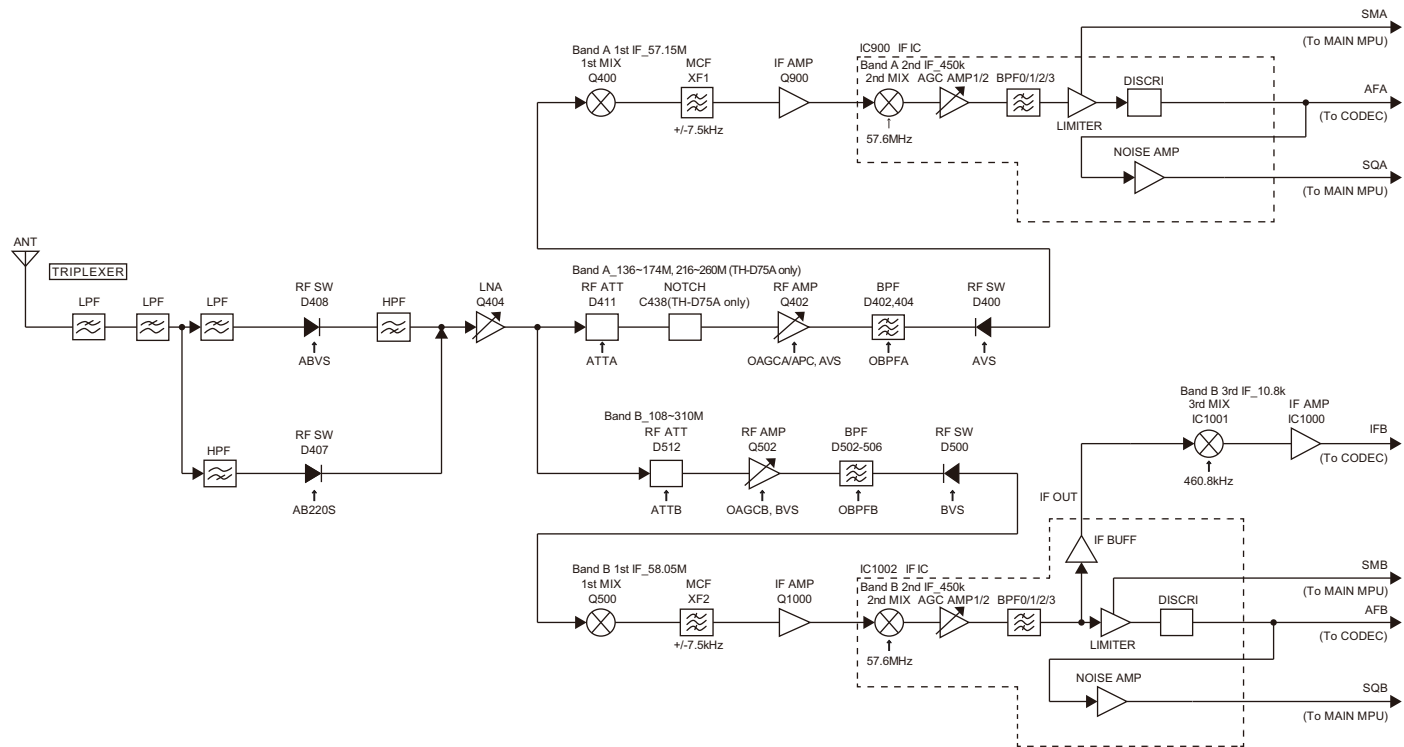 SMA
(To MAIN MPU)
Band A 1st IF_57.15M
1st MIX
Q400
MCF
XF1
+/-7.5kHz
IF AMP
Q900
IC900 IF IC
Band A 2nd IF_450k
2nd MIX AGC AMP1/2 BPF0/1/2/3
57.6MHz
LIMITER
DISCRI
AFA
(To CODEC)
NOISE AMP
SQA
(To MAIN MPU)
ANT
TRIPLEXER
LPF
LPF
LPF
RF SW
D408
ABVS
HPF
LNA
Q404
HPF
RF SW
D407
AB220S
Band A_136~174M, 216~260M (TH-D75A only)
RF ATT
D411
ATTA
NOTCH
C438(TH-D75A only)
RF AMP
Q402
OAGCA/APC, AVS
BPF
D402,404
OBPFA
RF SW
D400
AVS
Band B_108~310M
RF ATT
D512
ATTB
RF AMP
Q502
OAGCB, BVS
BPF
D502-506
OBPFB
RF SW
D500
BVS
Band B 3rd IF_10.8k
3rd MIX
IC1001
460.8kHz
IF AMP
IC1000
IFB
(To CODEC)
IF OUT
IF BUFF
Band B 1st IF_58.05M
1st MIX
Q500
MCF
XF2
+/-7.5kHz
IF AMP
Q1000
IC1002 IF IC
Band B 2nd IF_450k
2nd MIX AGC AMP1/2 BPF0/1/2/3
57.6MHz
LIMITER
DISCRI
SMB
(To MAIN MPU)
AFB
(To CODEC)
NOISE AMP
SQB
(To MAIN MPU)